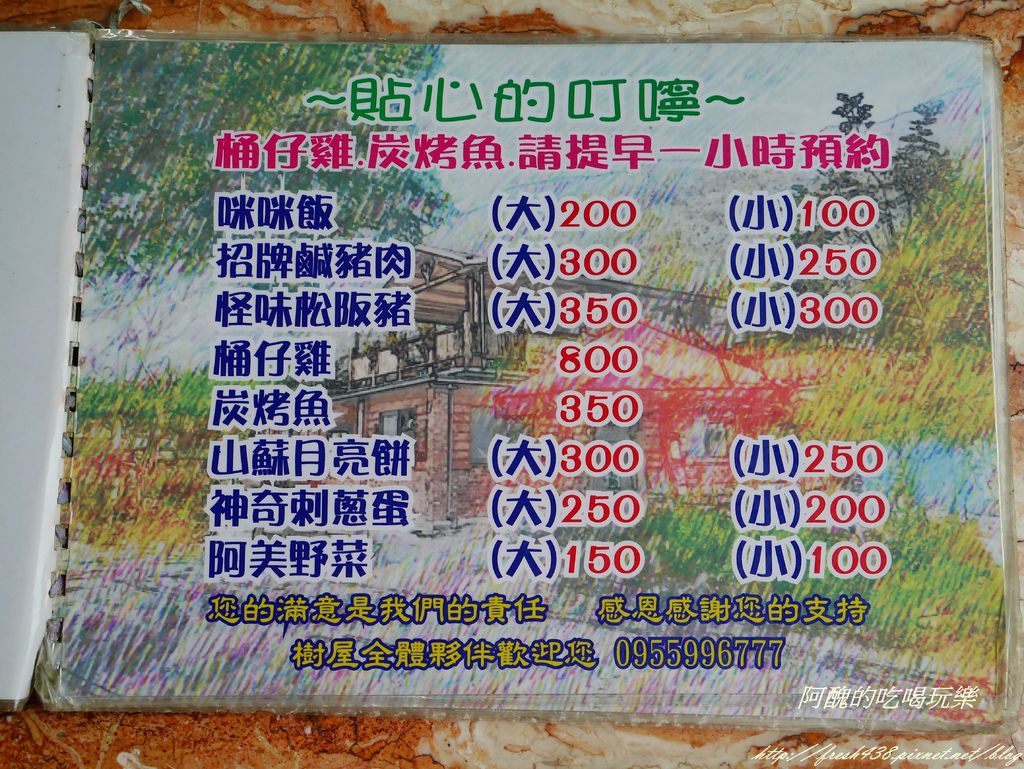 ~貼心的叮嚀~
桶仔雞.炭烤魚.請提早一小時預約
咪咪飯 (大)200 (小)100
招牌鹹豬肉 (大)300 (小)250
怪味松阪豬 (大)350 (小)300
桶仔雞 800
炭烤魚 350
山蘇月亮餅 (大)300 (小)250
神奇刺蔥蛋 (大)250 (小)200
阿美野菜 (大)150 (小)100
您的滿意是我們的責任 感恩感謝您的支持
樹屋全體夥伴歡迎您 0955996777
阿醜的吃喝玩樂
http://fresh438.pixnet.net/blog